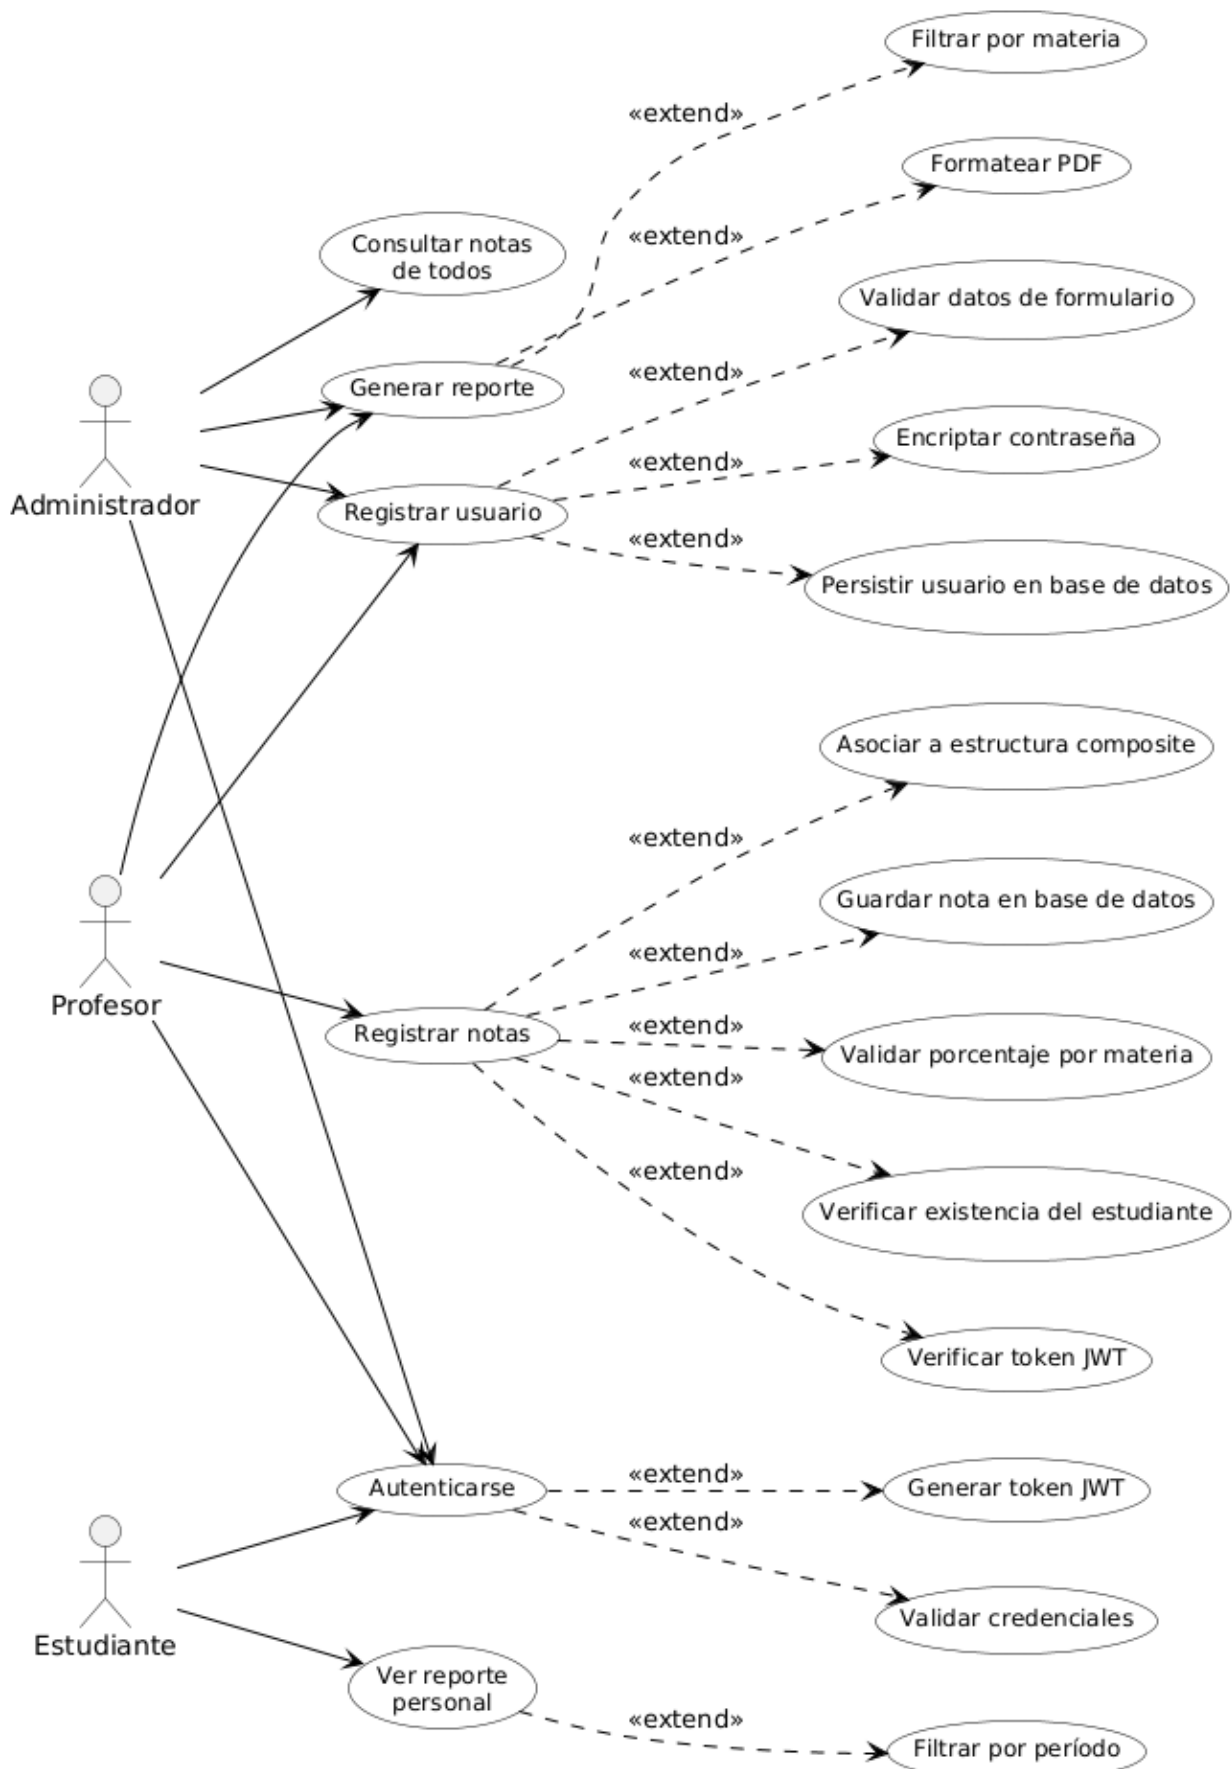 Filtrar por materia
«extend»
Formatear PDF
«extend»
Consultar notas
de todos
Validar datos de formulario
«extend»
Generar reporte
Encriptar contraseña
«extend»
Administrador
Registrar usuario
«extend»
Persistir usuario en base de datos
Asociar a estructura composite
«extend»
Guardar nota en base de datos
«extend»
Profesor
Registrar notas
«extend»
Validar porcentaje por materia
«extend»
«extend»
Verificar existencia del estudiante
Verificar token JWT
«extend»
Autenticarse
Generar token JWT
«extend»
Validar credenciales
Estudiante
Ver reporte
personal
«extend»
Filtrar por período